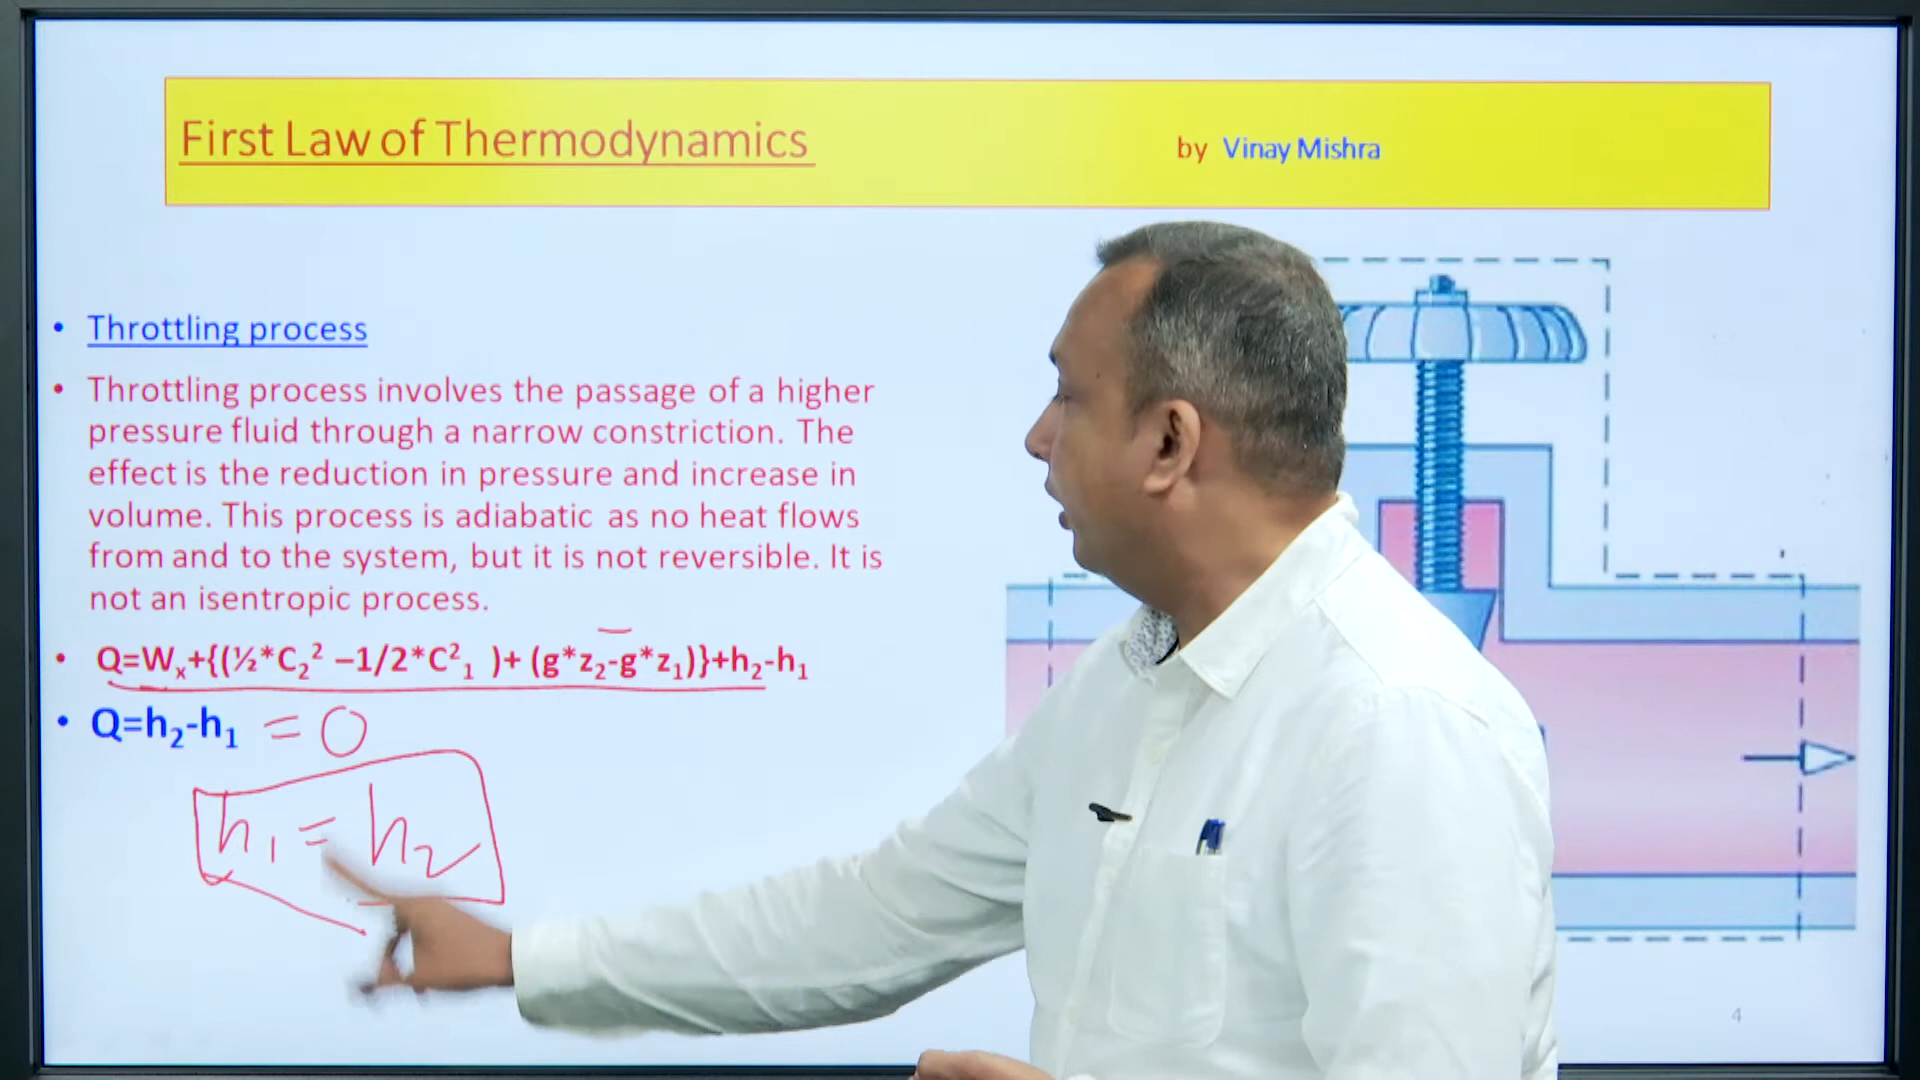 First Law of Thermodynamics by Vinay Mishra
• Throttling process
• Throttling process involves the passage of a higher
pressure fluid through a narrow constriction. The
effect is the reduction in pressure and increase in
volume. This process is adiabatic as no heat flows
from and to the system, but it is not reversible. It is
not an isentropic process.
• Q=Wₓ+{(½*C₂² –1/2*C²₁ )+ (g*z₂-g*z₁)}+h₂-h₁
• Q=h₂-h₁ = 0
h₁ = h₂
4